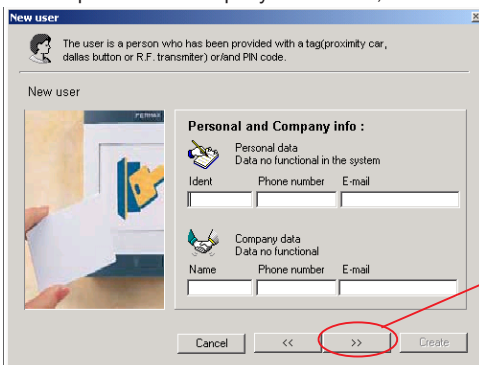 New user
The user is a person who has been provided with a tag(proximity car,
dallas button or R.F. transmiter) or/and PIN code.
New user
FERMAX
Personal and Company info :
Personal data
Data no functional in the system
Ident Phone number E-mail
Company data
Data no functional
Name Phone number E-mail
Cancel << >> Create